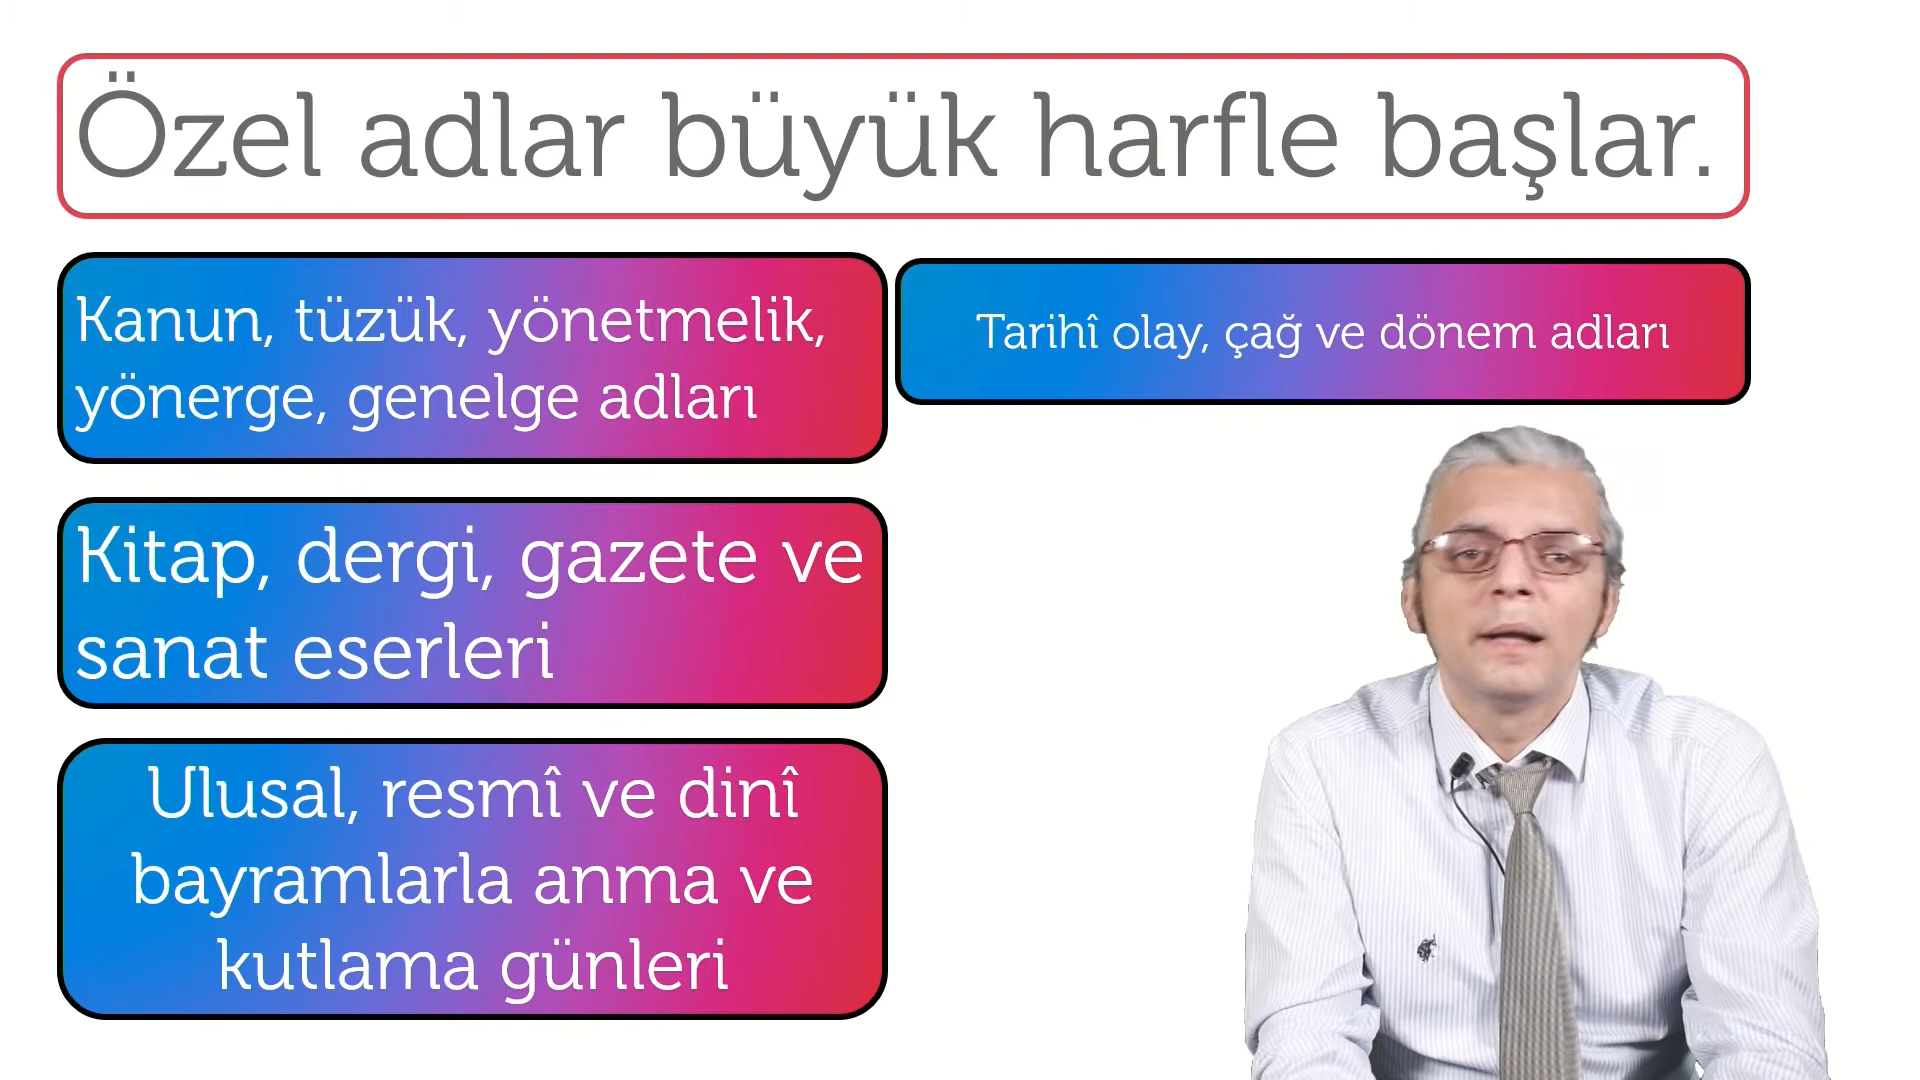 Özel adlar büyük harfle başlar.
Kanun, tüzük, yönetmelik,
yönerge, genelge adları
Kitap, dergi, gazete ve
sanat eserleri
Ulusal, resmî ve dinî
bayramlarla anma ve
kutlama günleri
Tarihî olay, çağ ve dönem adları